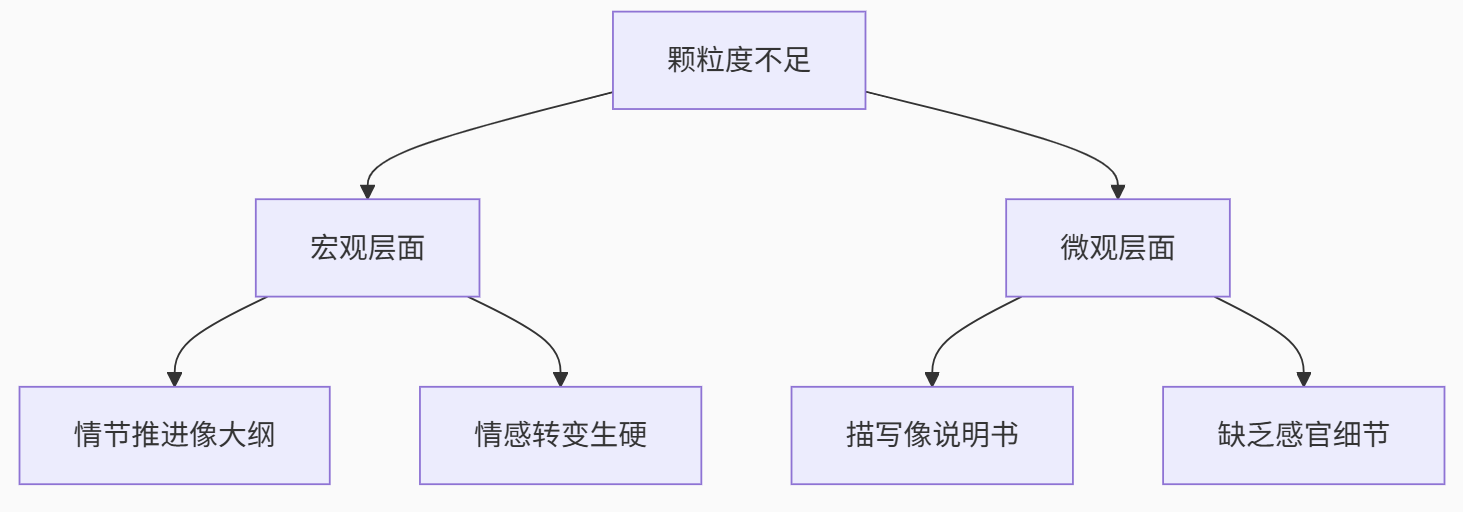 颗粒度不足
宏观层面
微观层面
情节推进像大纲
情感转变生硬
描写像说明书
缺乏感官细节